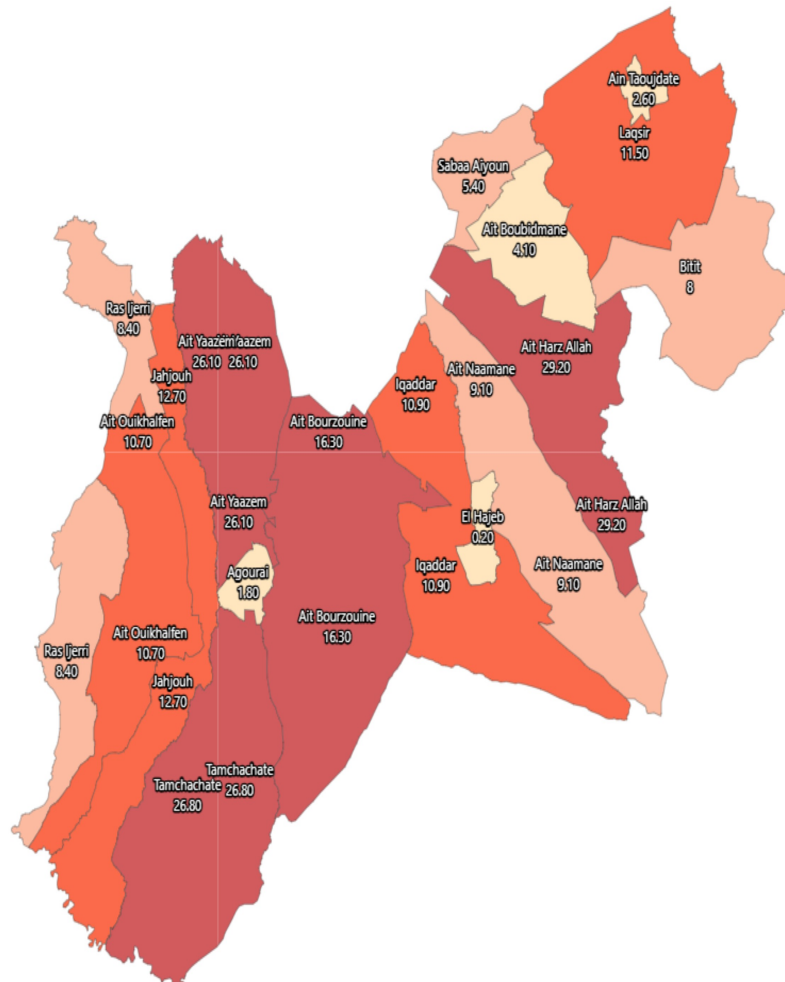 Ain Taoujdate
2.60
Laqsir
11.50
Sabaa Aiyoun
5.40
Ait Boubidmane
4.10
Bitit
8
Ras Ijerri
8.40
Ait Yaazem
26.10
26.10
Ait Harz Allah
29.20
Jahjouh
12.70
Iqaddar
10.90
Ait Naamane
9.10
Ait Ouikhalfen
10.70
Ait Bourzouine
16.30
Ait Yaazem
26.10
Ait Harz Allah
29.20
El Hajeb
0.20
Agourai
1.80
Iqaddar
10.90
Ait Naamane
9.10
Ait Bourzouine
16.30
Ait Ouikhalfen
10.70
Ras Ijerri
8.40
Jahjouh
12.70
Tamchachate
26.80
Tamchachate
26.80